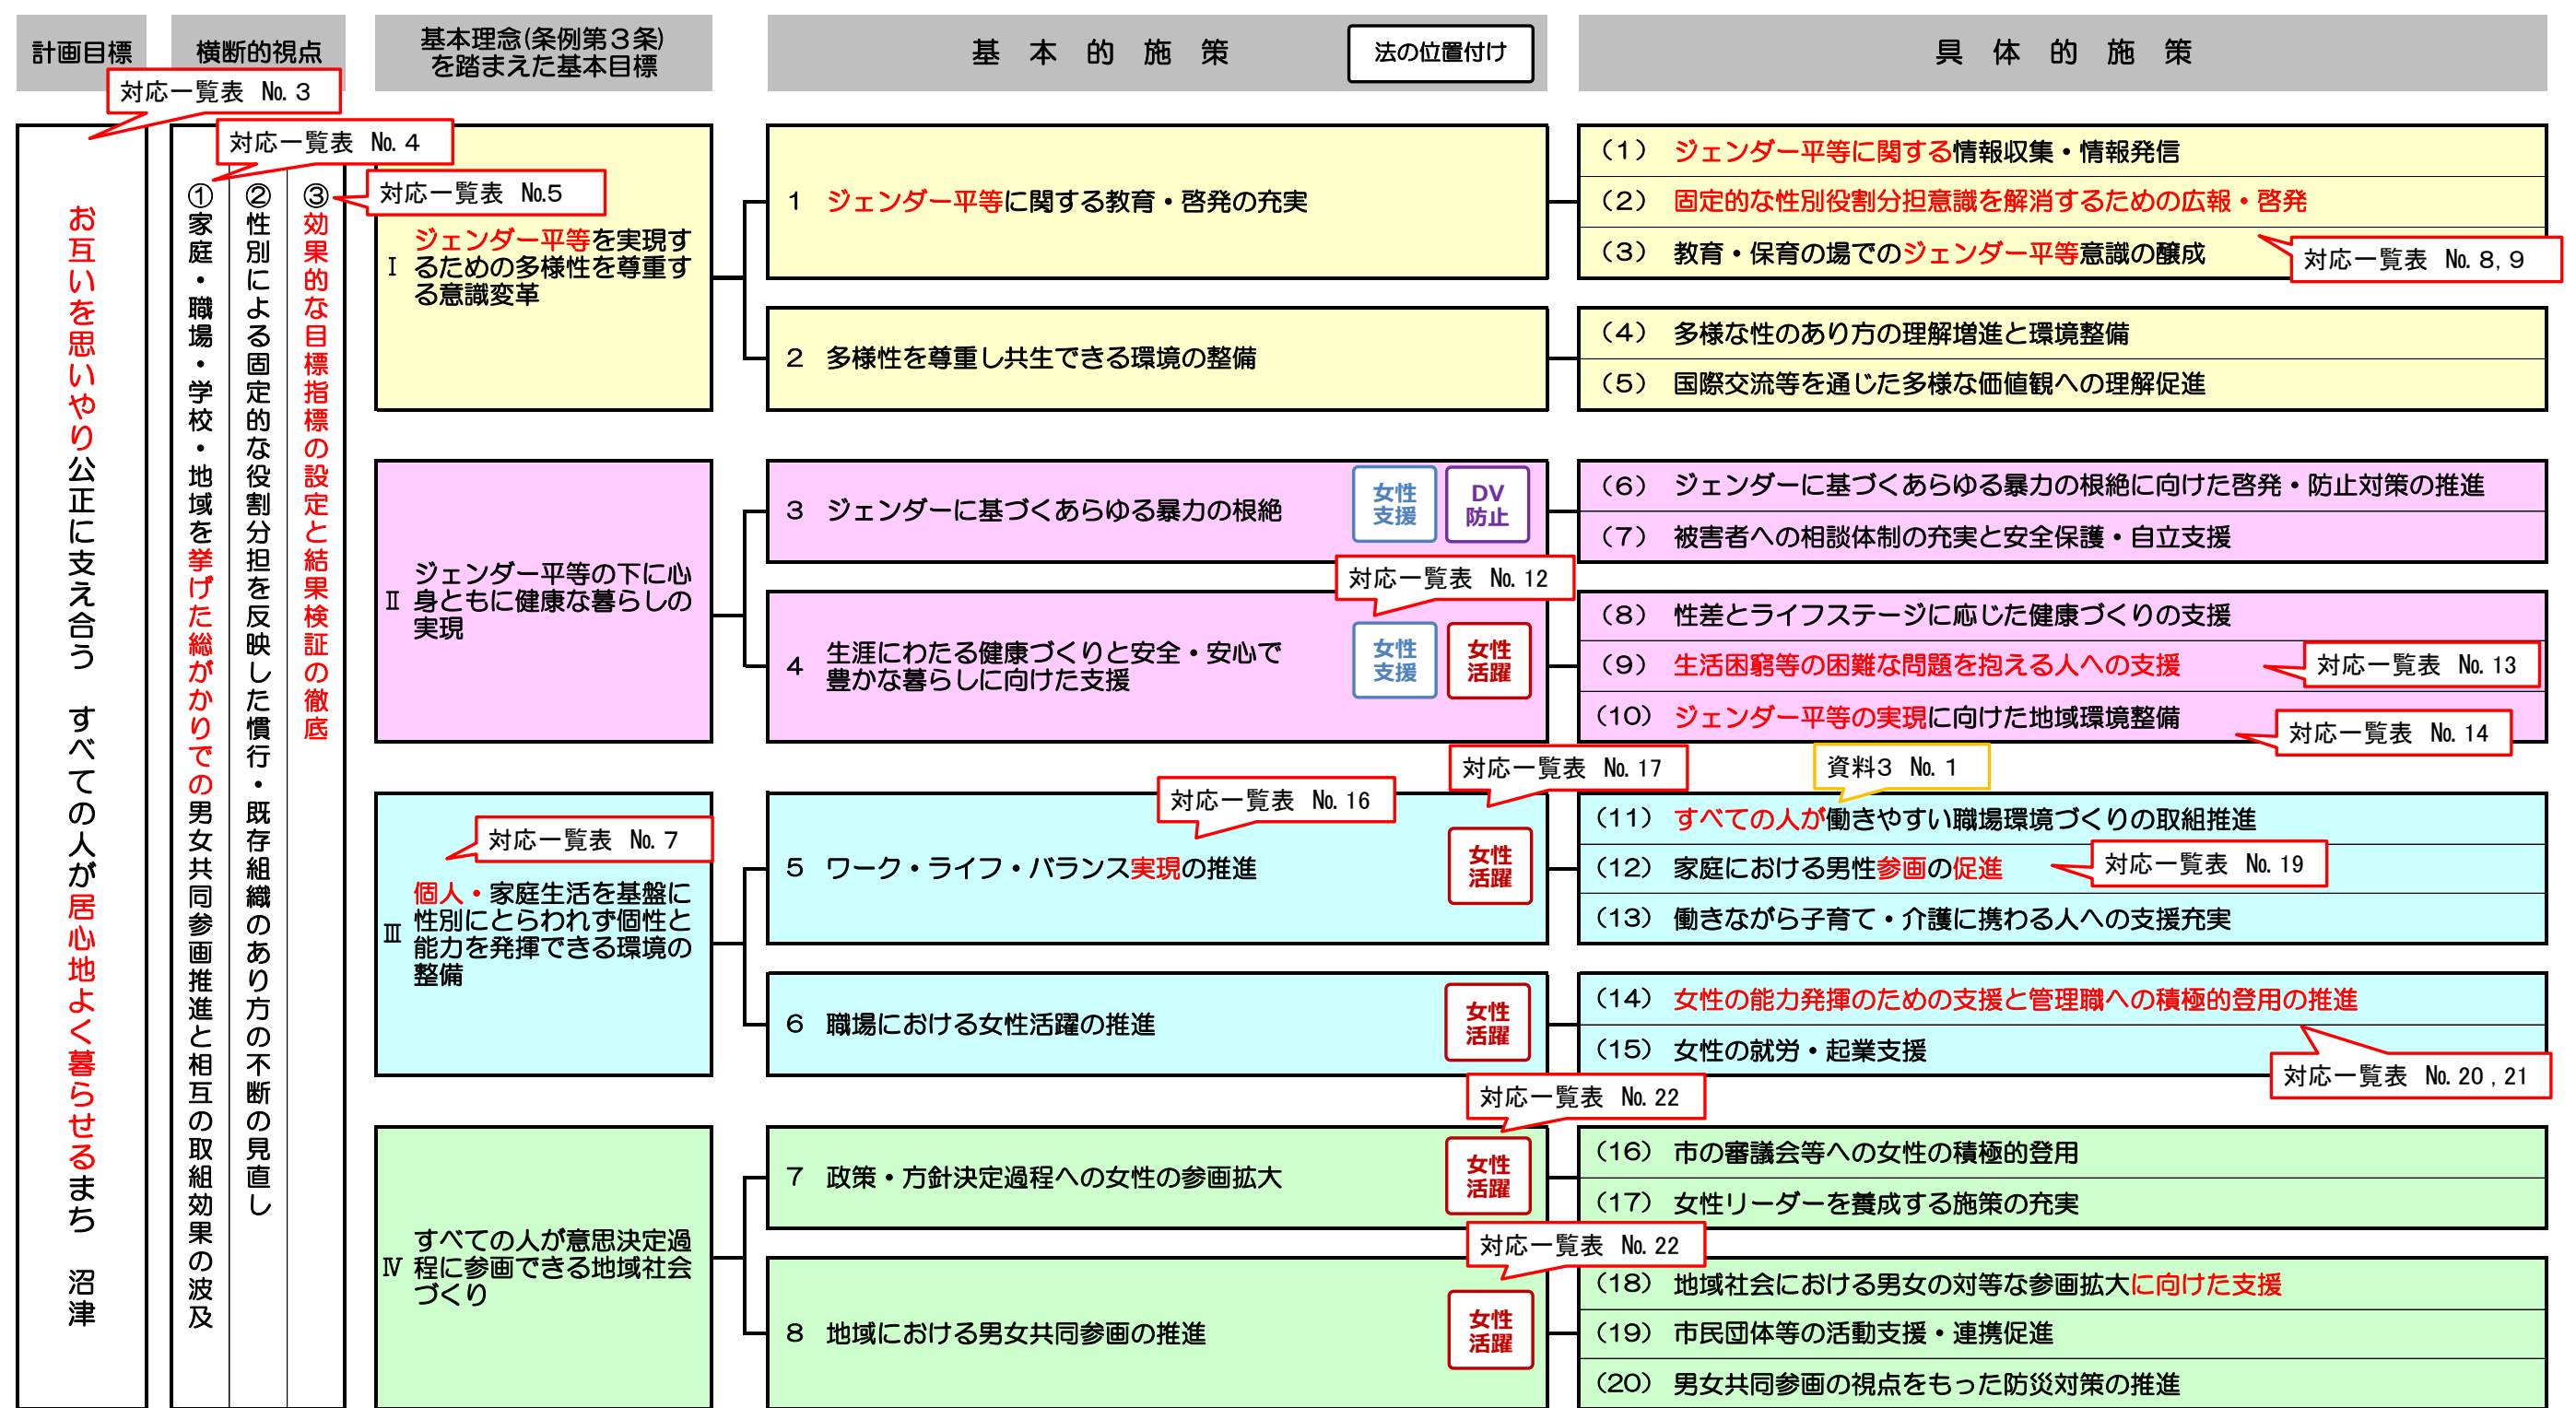 計画目標
横断的視点
基本理念(条例第３条)
を踏まえた基本目標
基本的施策
法の位置付け
具体的施策
対応一覧表 №.3
対応一覧表 №.4
対応一覧表 №.5
お互いを思いやり公正に支え合う　すべての人が居心地よく暮らせるまち　沼津
①家庭・職場・学校・地域を挙げた総がかりでの男女共同参画推進と相互の取組効果の波及
②性別による固定的な役割分担を反映した慣行・既存組織のあり方の不断の見直し
③効果的な目標指標の設定と結果検証の徹底
Ⅰ
ジェンダー平等を実現す
るための多様性を尊重す
る意識変革
1 ジェンダー平等に関する教育・啓発の充実
（1） ジェンダー平等に関する情報収集・情報発信
（2） 固定的な性別役割分担意識を解消するための広報・啓発
（3） 教育・保育の場でのジェンダー平等意識の醸成
対応一覧表 №.8,9
2 多様性を尊重し共生できる環境の整備
（4） 多様な性のあり方の理解増進と環境整備
（5） 国際交流等を通じた多様な価値観への理解促進
Ⅱ
ジェンダー平等の下に心
身ともに健康な暮らしの
実現
3 ジェンダーに基づくあらゆる暴力の根絶
女性
支援
DV
防止
（6） ジェンダーに基づくあらゆる暴力の根絶に向けた啓発・防止対策の推進
（7） 被害者への相談体制の充実と安全保護・自立支援
対応一覧表 №.12
4
生涯にわたる健康づくりと安全・安心で
豊かな暮らしに向けた支援
女性
支援
女性
活躍
（8） 性差とライフステージに応じた健康づくりの支援
（9） 生活困窮等の困難な問題を抱える人への支援
対応一覧表 №.13
（10） ジェンダー平等の実現に向けた地域環境整備
対応一覧表 №.14
対応一覧表 №.17
資料3 №.1
対応一覧表 №.16
対応一覧表 №.7
Ⅲ
個人・家庭生活を基盤に
性別にとらわれず個性と
能力を発揮できる環境の
整備
5 ワーク・ライフ・バランス実現の推進
女性
活躍
（11） すべての人が働きやすい職場環境づくりの取組推進
（12） 家庭における男性参画の促進
対応一覧表 №.19
（13） 働きながら子育て・介護に携わる人への支援充実
6 職場における女性活躍の推進
女性
活躍
（14） 女性の能力発揮のための支援と管理職への積極的登用の推進
（15） 女性の就労・起業支援
対応一覧表 №.20,21
対応一覧表 №.22
Ⅳ
すべての人が意思決定過
程に参画できる地域社会
づくり
7 政策・方針決定過程への女性の参画拡大
女性
活躍
（16） 市の審議会等への女性の積極的登用
（17） 女性リーダーを養成する施策の充実
対応一覧表 №.22
8 地域における男女共同参画の推進
女性
活躍
（18） 地域社会における男女の対等な参画拡大に向けた支援
（19） 市民団体等の活動支援・連携促進
（20） 男女共同参画の視点をもった防災対策の推進